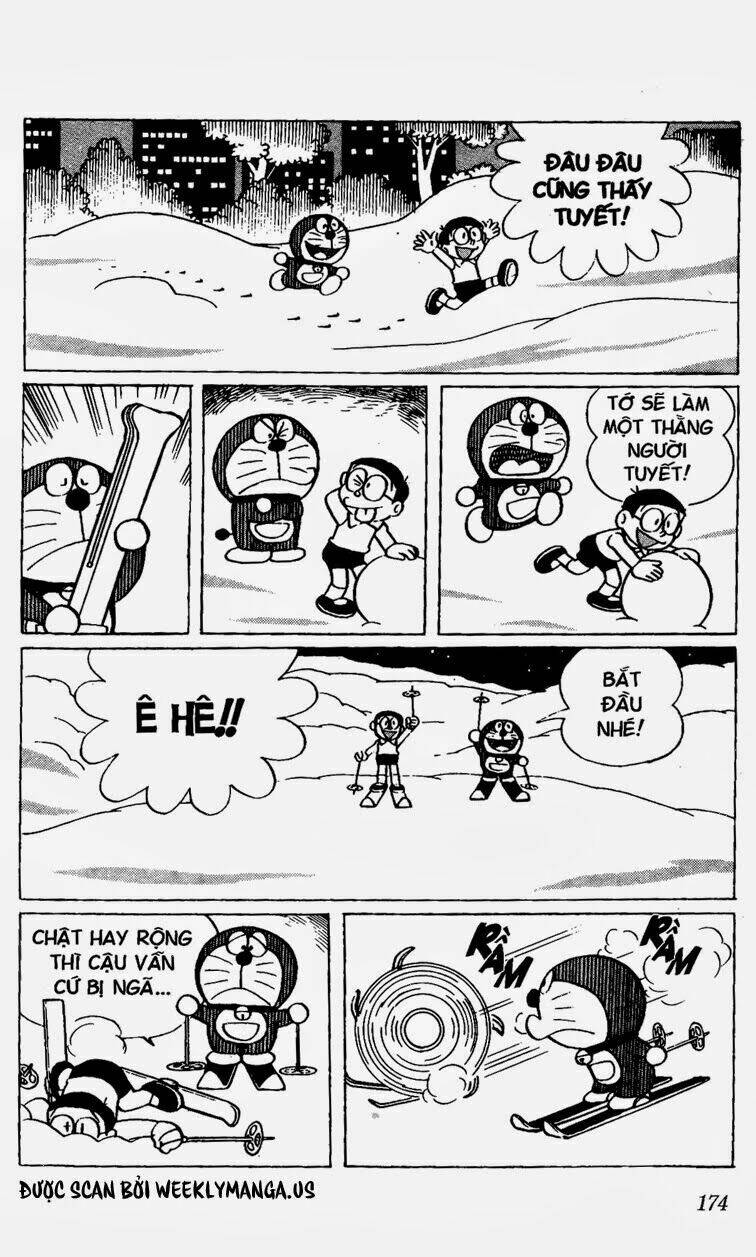 ĐÂU ĐÂU
CŨNG THẤY
TUYẾT!
TỚ SẼ LÀM
MỘT THẰNG
NGƯỜI
TUYẾT!
BẮT
ĐẦU
NHÉ!
Ê HÊ!!
RẦM
RẦM
CHẬT HAY RỘNG
THÌ CẬU VẪN
CỨ BỊ NGÃ...
ĐƯỢC SCAN BỞI WEEKLYMANGA.US
174